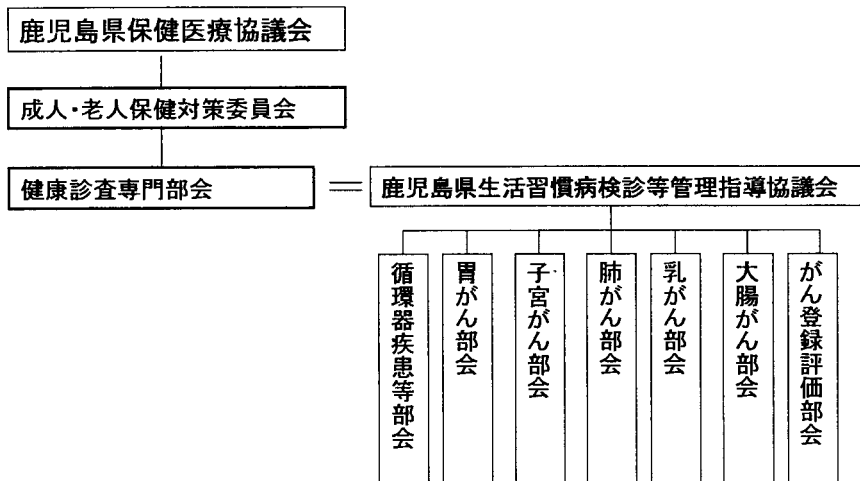 鹿児島県保健医療協議会
成人・老人保健対策委員会
健康診査専門部会
鹿児島県生活習慣病検診等管理指導協議会
循環器疾患等部会
胃がん部会
子宮がん部会
肺がん部会
乳がん部会
大腸がん部会
がん登録評価部会